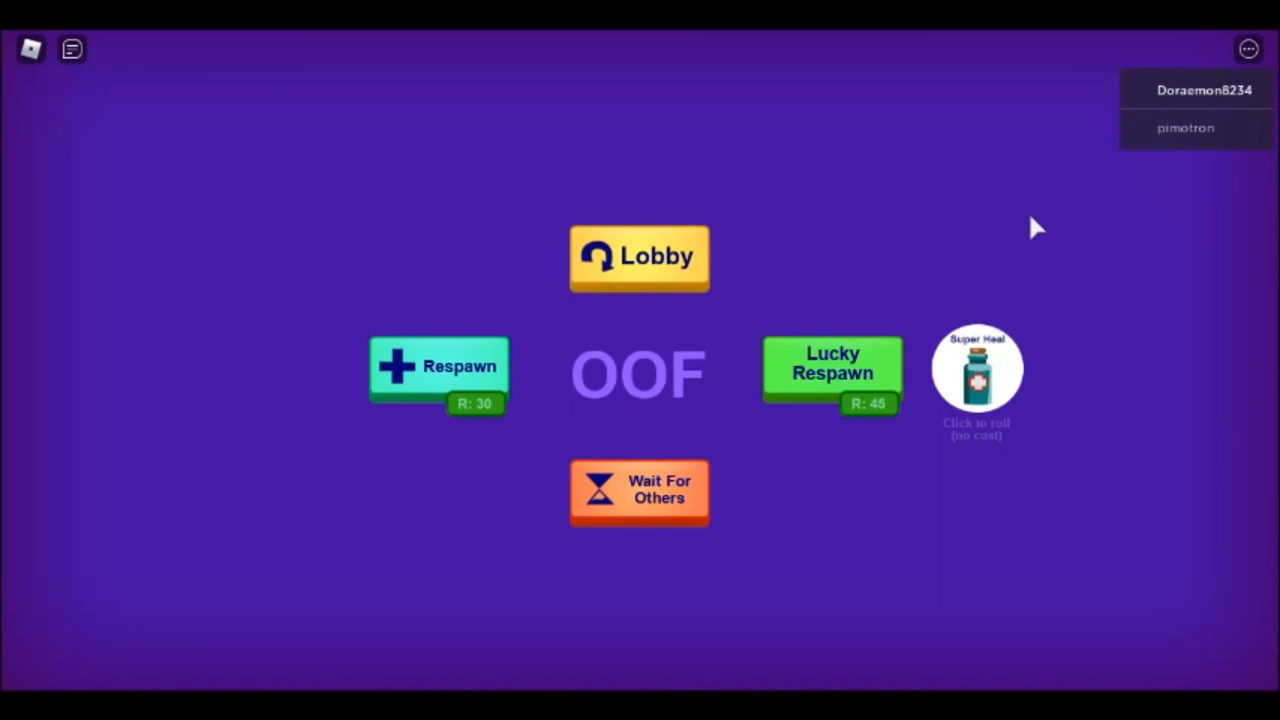 Doraemon8234
pimotron
Lobby
Respawn
R: 30
OOF
Lucky
Respawn
R: 45
Super Heal
Click to roll
(no cost)
Wait For
Others